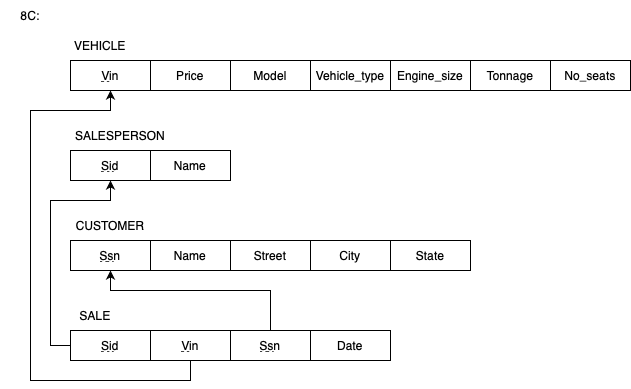 8C:
VEHICLE
Vin Price Model Vehicle_type Engine_size Tonnage No_seats
SALESPERSON
Sid Name
CUSTOMER
Ssn Name Street City State
SALE
Sid Vin Ssn Date